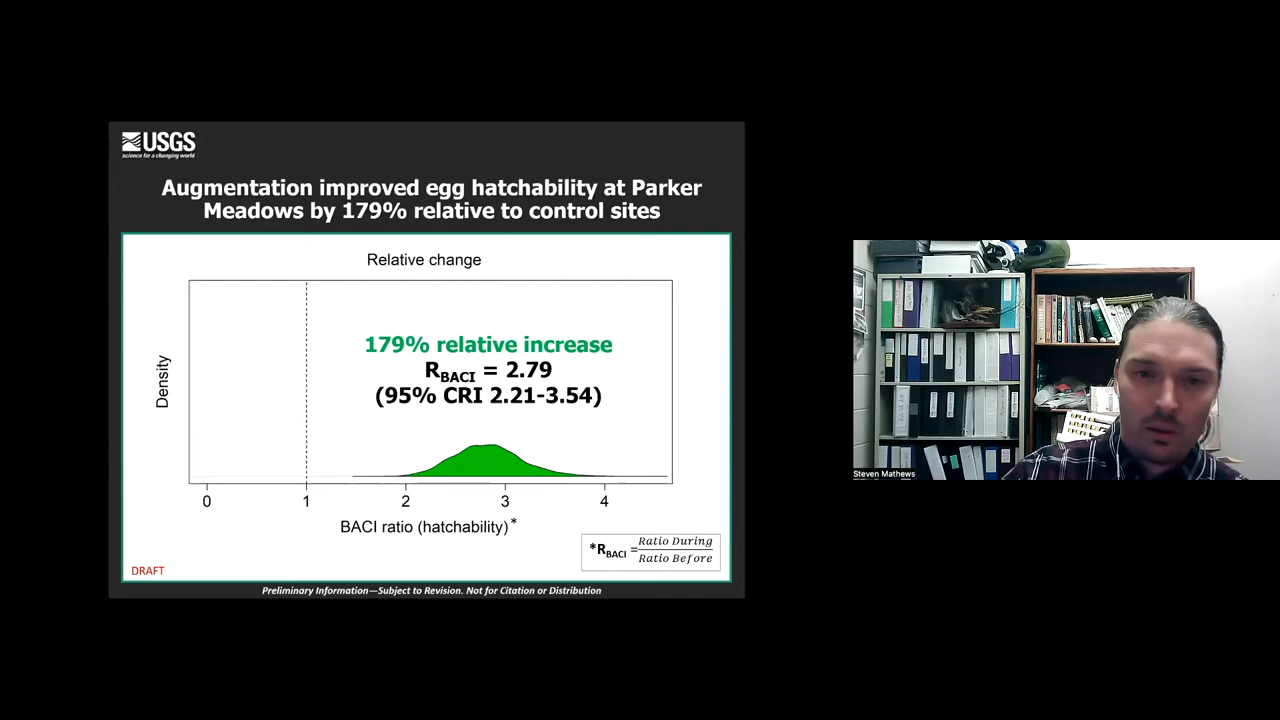 USGS
science for a changing world
Augmentation improved egg hatchability at Parker
Meadows by 179% relative to control sites
Relative change
179% relative increase
RBACI = 2.79
(95% CRI 2.21-3.54)
Density
0 1 2 3 4
BACI ratio (hatchability)*
*RBACI = Ratio During
Ratio Before
DRAFT
Preliminary Information—Subject to Revision. Not for Citation or Distribution
Steven Mathews